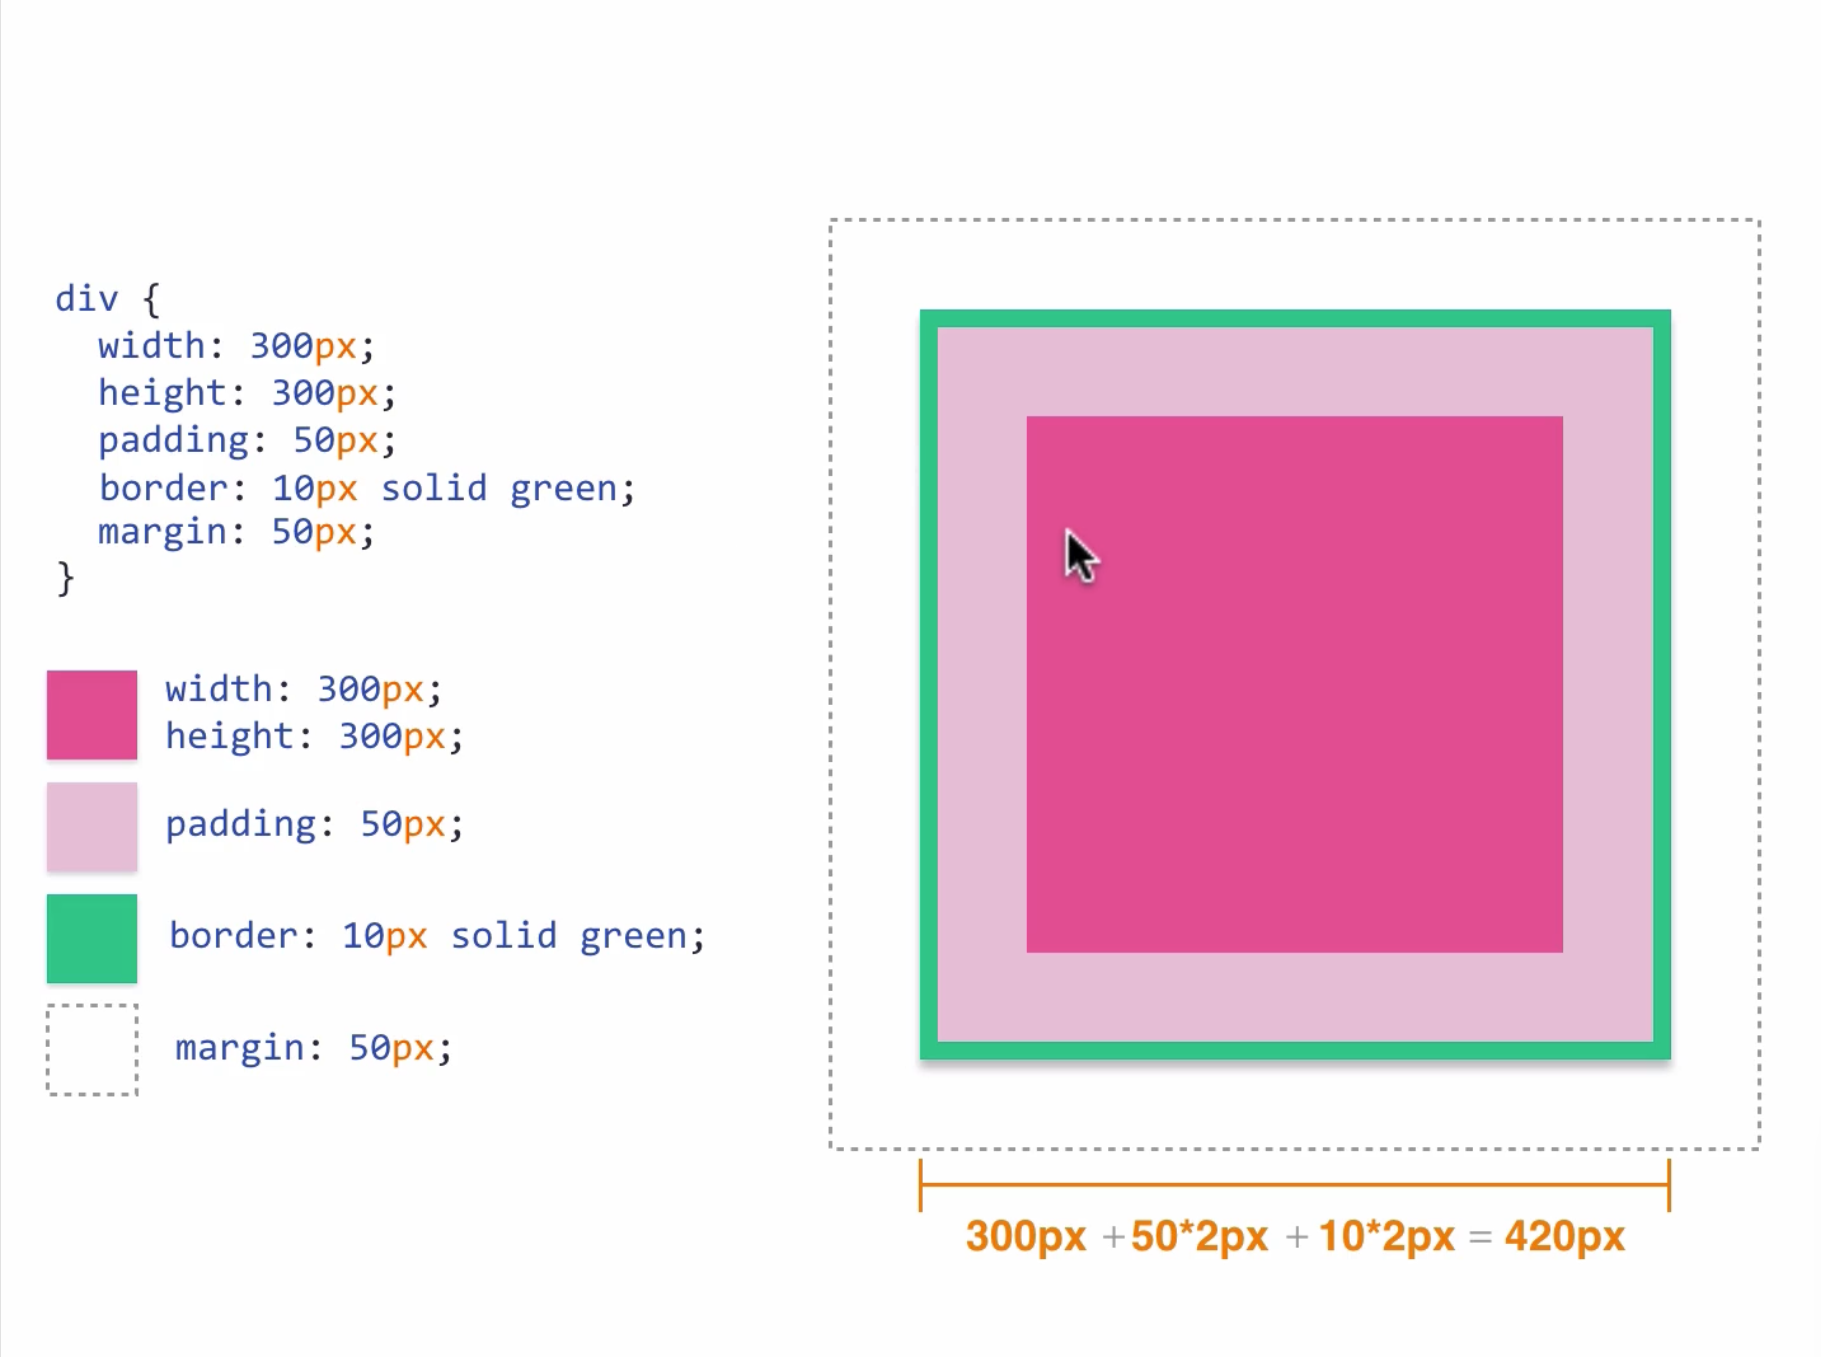 div {
width: 300px;
height: 300px;
padding: 50px;
border: 10px solid green;
margin: 50px;
}
width: 300px;
height: 300px;
padding: 50px;
border: 10px solid green;
margin: 50px;
300px +50*2px + 10*2px = 420px